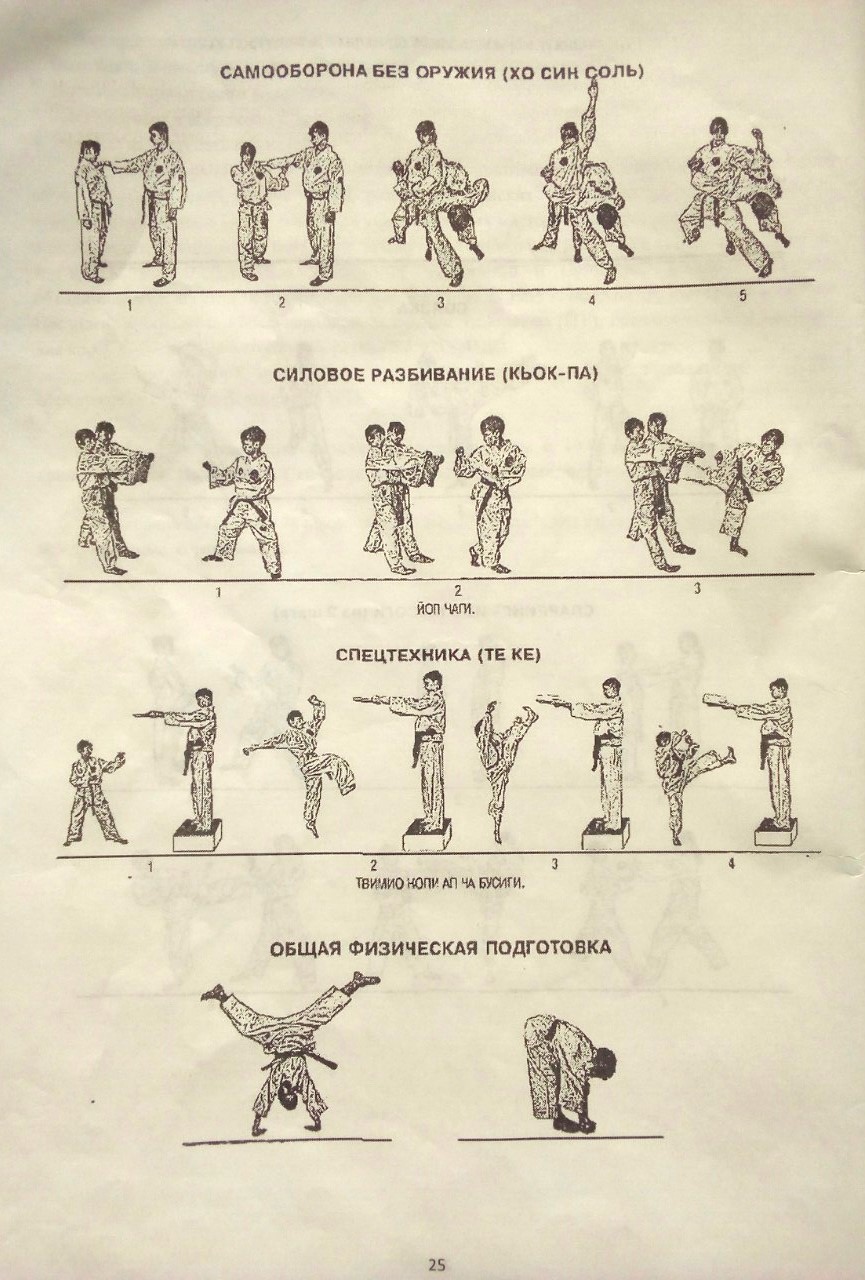 САМООБОРОНА БЕЗ ОРУЖИЯ (ХО СИН СОЛЬ)
1 2 3 4 5
СИЛОВОЕ РАЗБИВАНИЕ (КЬОК-ПА)
1 2 3
ЙОП ЧАГИ.
СПЕЦТЕХНИКА (ТЕ КЕ)
1 2 3 4
ТВИМИО НОПИ АП ЧА БУСИГИ.
ОБЩАЯ ФИЗИЧЕСКАЯ ПОДГОТОВКА
25